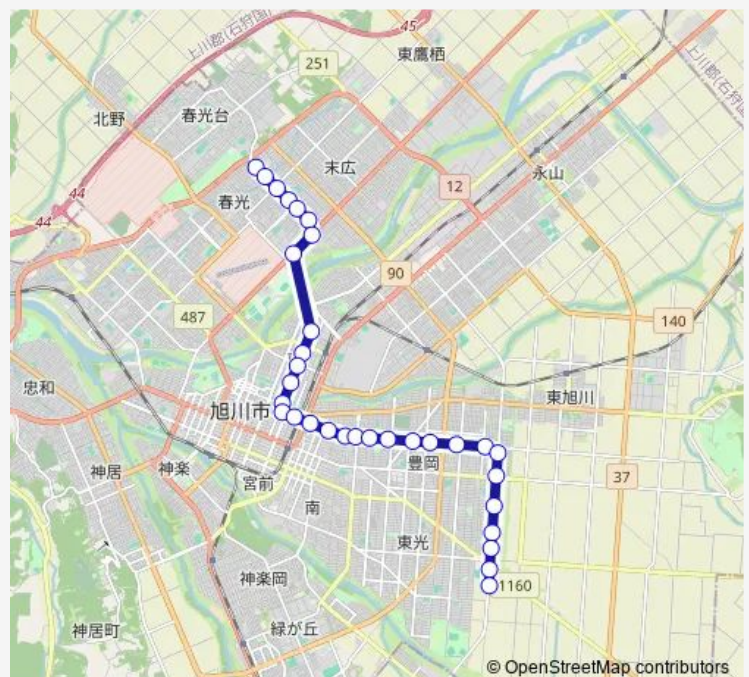 45
上川郡(石狩国)
東鷹栖
251
上川郡(石狩国)
春光台
北野
末広
永山
12
44
春光
44
90
487
140
忠和
東旭川
旭川市
神居
神楽
豊岡
37
宮前
南
東光
神楽岡
1160
神居町
緑が丘
© OpenStreetMap contributors